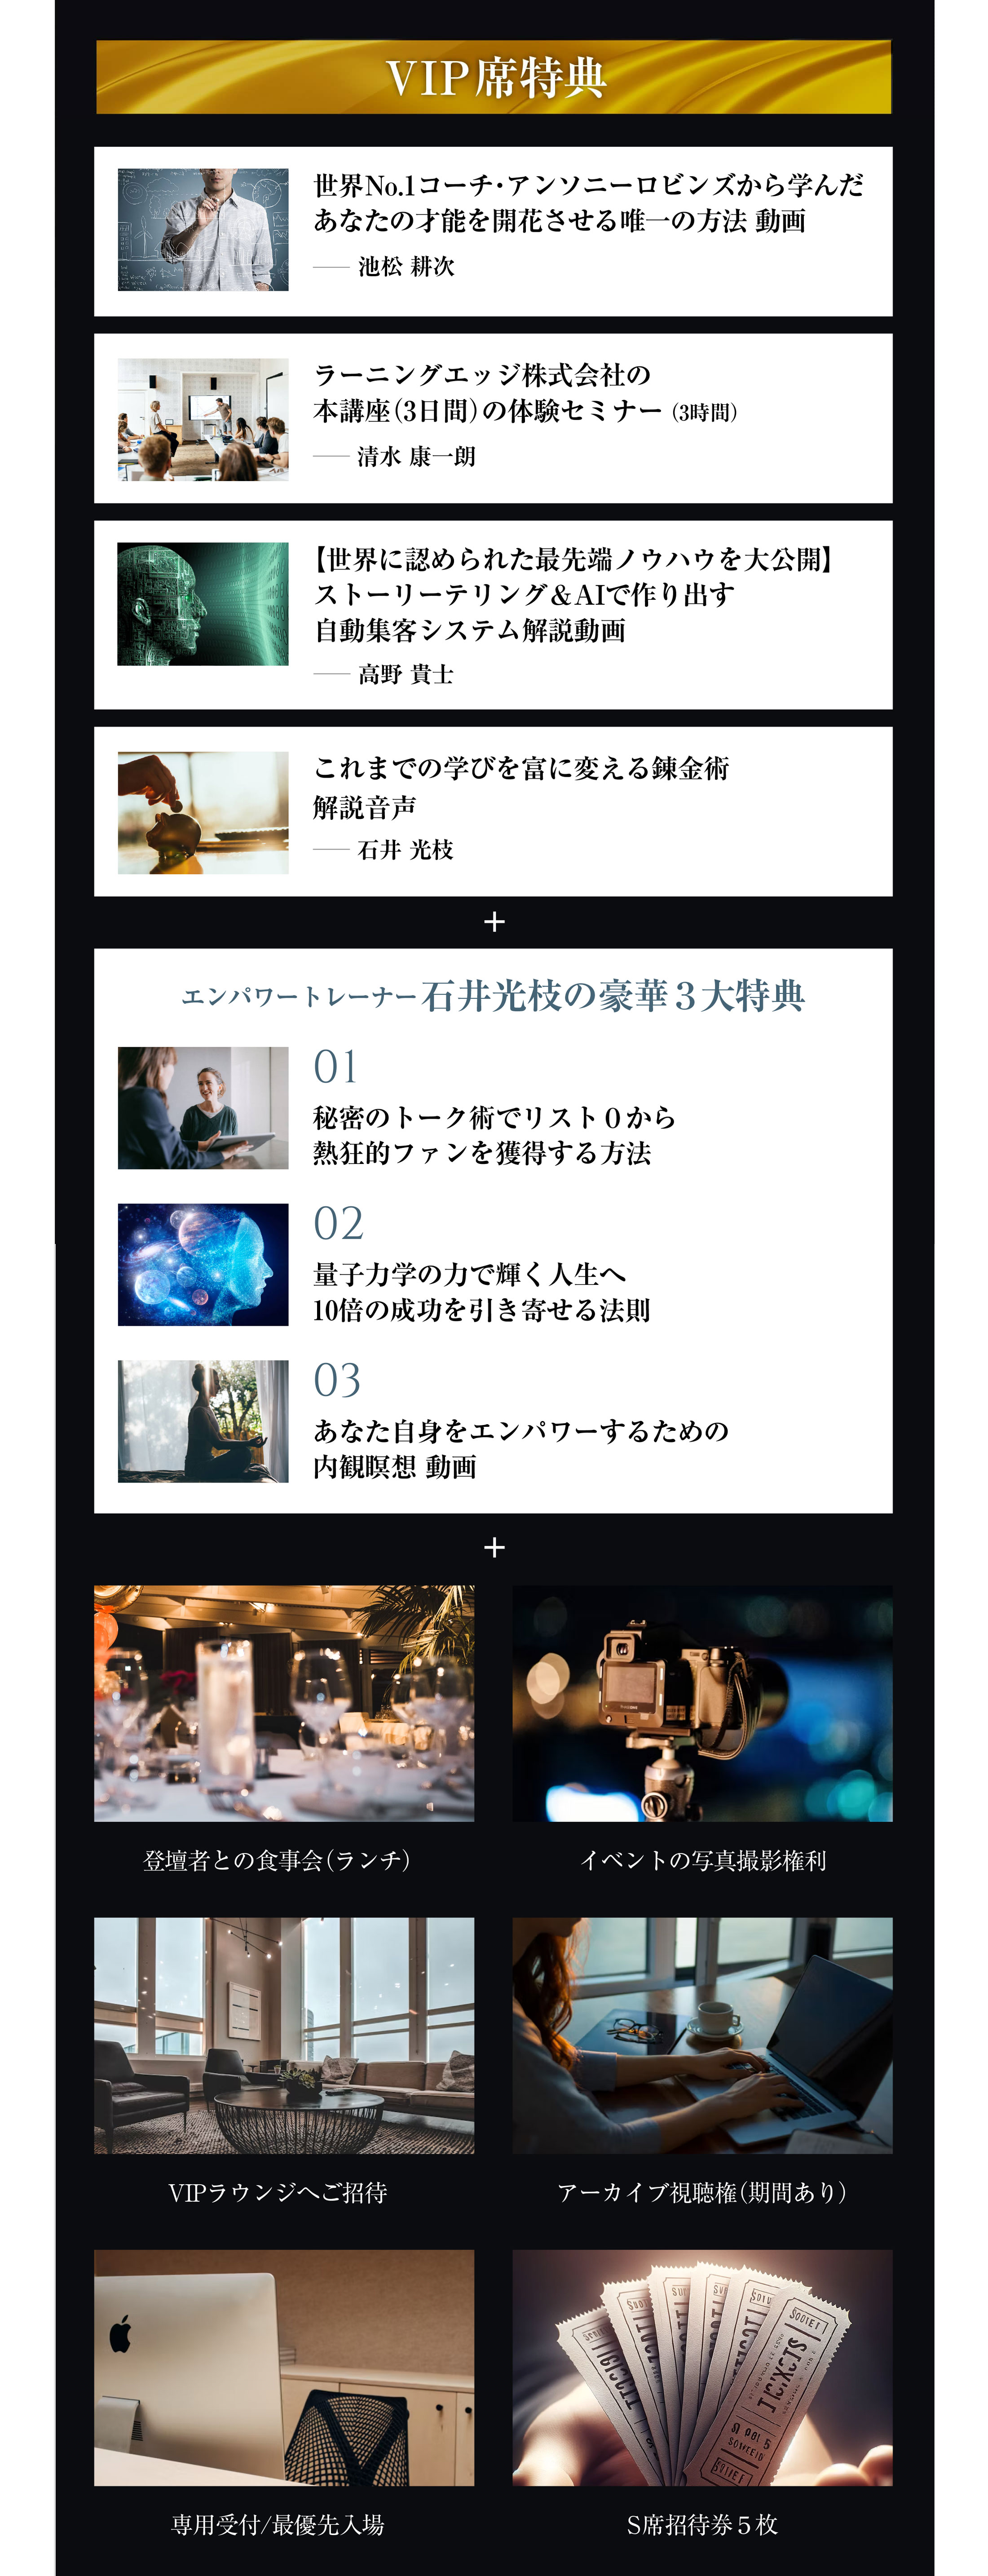 VIP席特典
世界No.1コーチ・アンソニーロビンズから学んだ
あなたの才能を開花させる唯一の方法 動画
池松 耕次
ラーニングエッジ株式会社の
本講座(3日間)の体験セミナー (3時間)
清水 康一朗
【世界に認められた最先端ノウハウを大公開】
ストーリーテリング＆AIで作り出す
自動集客システム解説動画
高野 貴士
これまでの学びを富に変える錬金術
解説音声
石井 光枝
+
エンパワートレーナー石井光枝の豪華３大特典
01
秘密のトーク術でリスト０から
熱狂的ファンを獲得する方法
02
量子力学の力で輝く人生へ
10倍の成功を引き寄せる法則
03
あなた自身をエンパワーするための
内観瞑想 動画
+
登壇者との食事会(ランチ)
イベントの写真撮影権利
VIPラウンジへご招待
アーカイブ視聴権(期間あり)
専用受付/最優先入場
S席招待券５枚